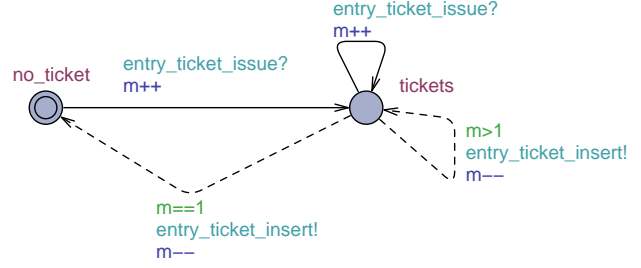 entry_ticket_issue?
m++
no_ticket
entry_ticket_issue?
m++
tickets
m>1
entry_ticket_insert!
m−−
m==1
entry_ticket_insert!
m−−